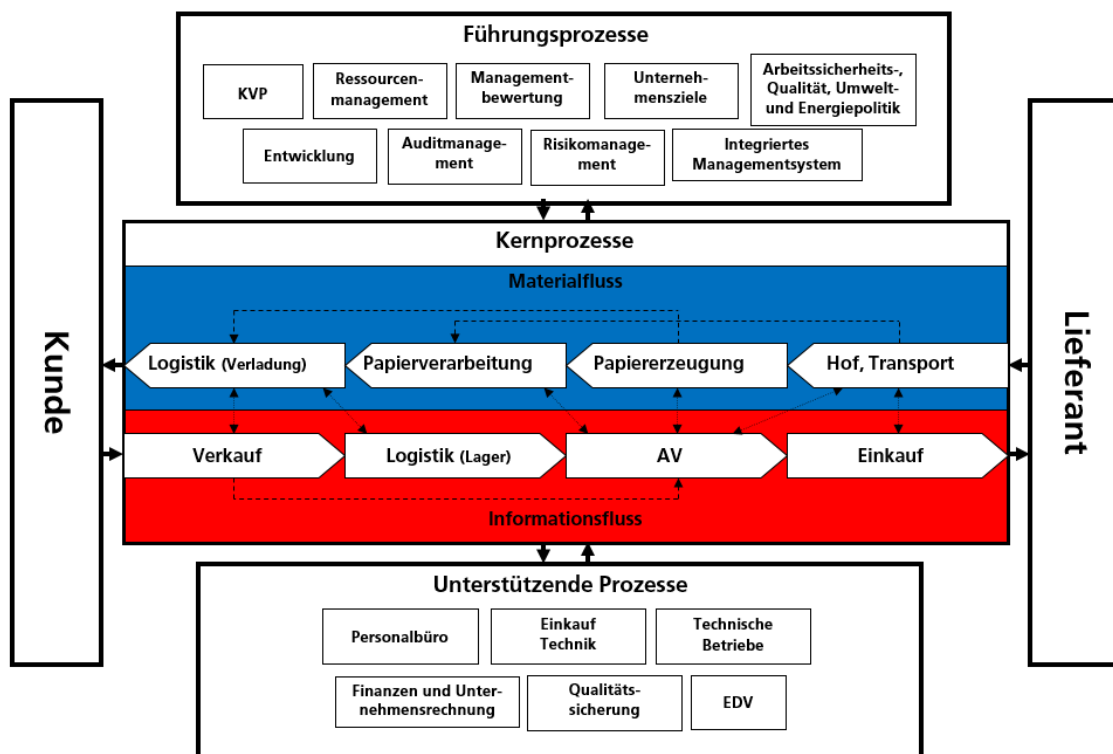 Führungsprozesse
KVP
Ressourcen-
management
Management-
bewertung
Unterneh-
mensziele
Arbeitssicherheits-,
Qualität, Umwelt-
und Energiepolitik
Entwicklung
Auditmanage-
ment
Risikomanage-
ment
Integriertes
Managementsystem
Kunde
Kernprozesse
Materialfluss
Logistik (Verladung)
Papierverarbeitung
Papiererzeugung
Hof, Transport
Verkauf
Logistik (Lager)
AV
Einkauf
Informationsfluss
Lieferant
Unterstützende Prozesse
Personalbüro
Einkauf
Technik
Technische
Betriebe
Finanzen und Unter-
nehmensrechnung
Qualitäts-
sicherung
EDV